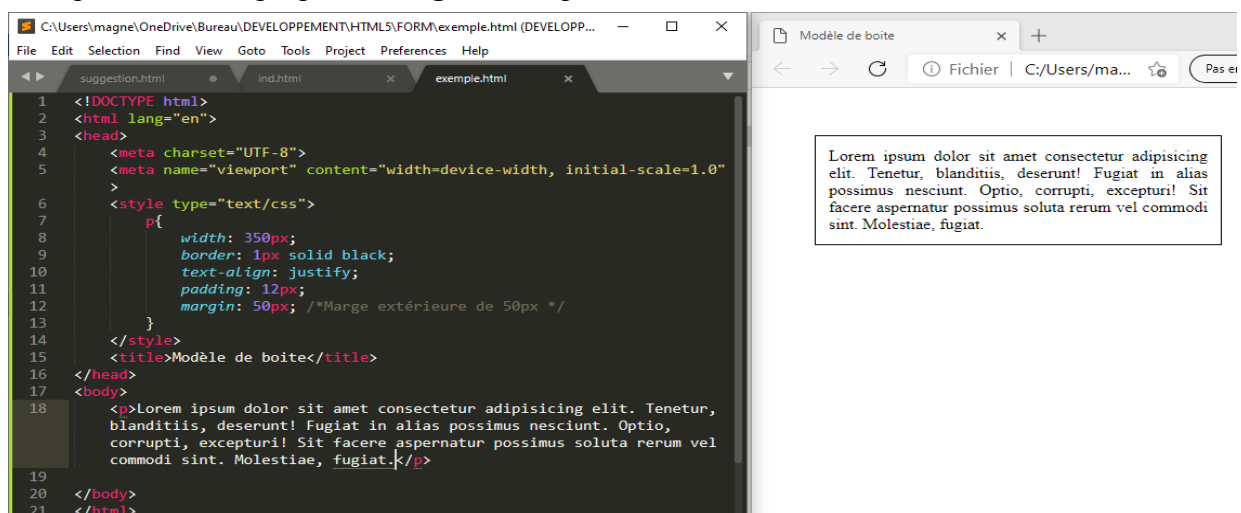 C:\Users\magne\OneDrive\Bureau\DEVELOPPEMENT\HTML5\FORM\exemple.html (DEVELOPP...
File Edit Selection Find View Goto Tools Project Preferences Help
suggestion.html ind.html exemple.html
1 <!DOCTYPE html>
2 <html lang="en">
3 <head>
4 <meta charset="UTF-8">
5 <meta name="viewport" content="width=device-width, initial-scale=1.0"
>
6 <style type="text/css">
7 p{
8 width: 350px;
9 border: 1px solid black;
10 text-align: justify;
11 padding: 12px;
12 margin: 50px; /*Marge extérieure de 50px */
13 }
14 </style>
15 <title>Modèle de boite</title>
16 </head>
17 <body>
18 <p>Lorem ipsum dolor sit amet consectetur adipisicing elit. Tenetur,
blanditiis, deserunt! Fugiat in alias possimus nesciunt. Optio,
corrupti, excepturi! Sit facere aspernatur possimus soluta rerum vel
commodi sint. Molestiae, fugiat.</p>
19
20 </body>
21 </html>
Modèle de boite
Fichier | C:/Users/ma... Pas en
Lorem ipsum dolor sit amet consectetur adipisicing
elit. Tenetur, blanditiis, deserunt! Fugiat in alias
possimus nesciunt. Optio, corrupti, excepturi! Sit
facere aspernatur possimus soluta rerum vel commodi
sint. Molestiae, fugiat.